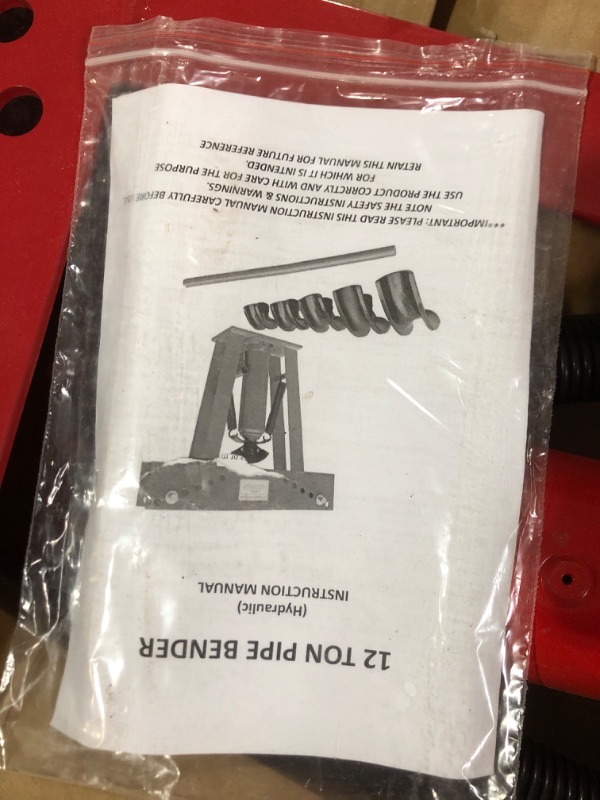 12 TON PIPE BENDER
(Hydraulic)
INSTRUCTION MANUAL
***IMPORTANT: PLEASE READ THIS INSTRUCTION MANUAL CAREFULLY BEFORE USE.
NOTE THE SAFETY INSTRUCTIONS & WARNINGS.
USE THE PRODUCT CORRCTLY AND WITH CARE FOR THE PURPOSE
FOR WHICH IT IS INTENDED.
RETAIN THIS MANUAL FOR FUTURE REFERENCE